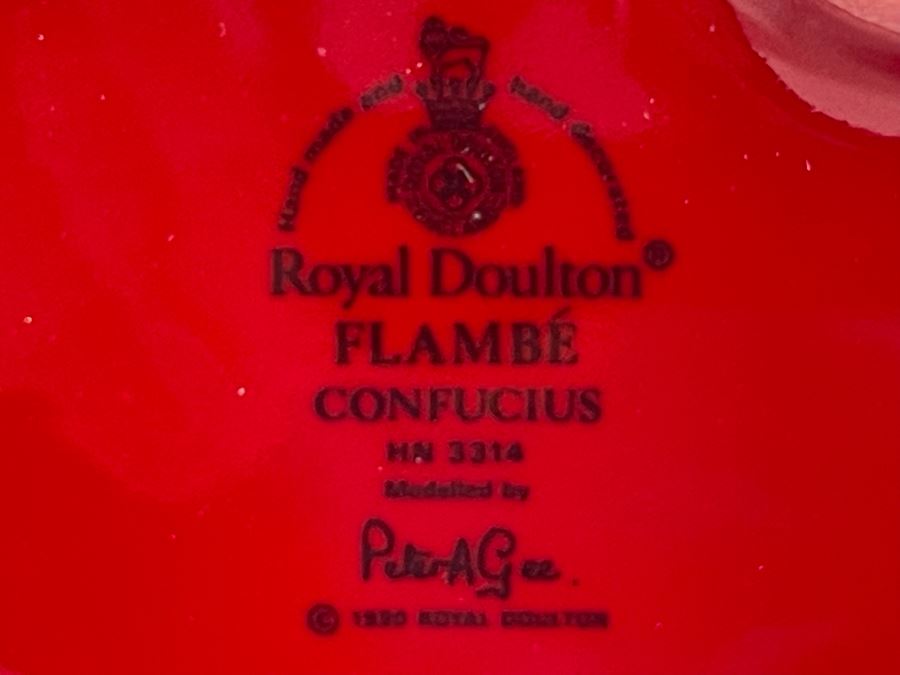 Hand made and hand decorated
Royal Doulton®
FLAMBÉ
CONFUCIUS
HN 3314
Modelled by
Peter A Gee.
© 1990 ROYAL DOULTON